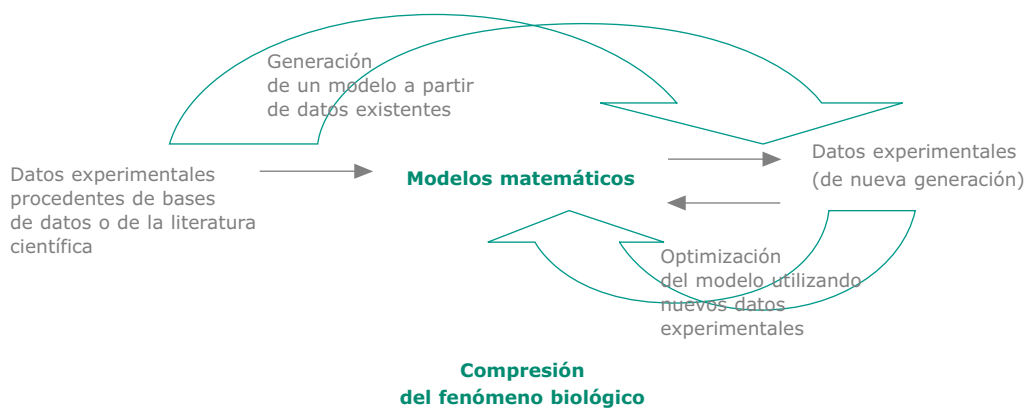 Generación
de un modelo a partir
de datos existentes
Datos experimentales
procedentes de bases
de datos o de la literatura
científica
Modelos matemáticos
Datos experimentales
(de nueva generación)
Optimización
del modelo utilizando
nuevos datos
experimentales
Compresión
del fenómeno biológico